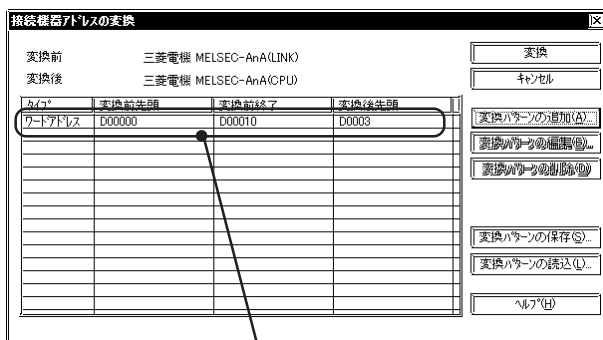 接続機器アドレスの変換
変換前 三菱電機 MELSEC-AnA(LINK)
変換後 三菱電機 MELSEC-AnA(CPU)
タイプ 変換前先頭 変換前終了 変換後先頭
ワードアドレス D00000 D00010 D0003
変換
キャンセル
変換パターンの追加(A)...
変換パターンの編集(E)...
変換パターンの削除(D)
変換パターンの保存(S)...
変換パターンの読込(L)...
ヘルプ(H)